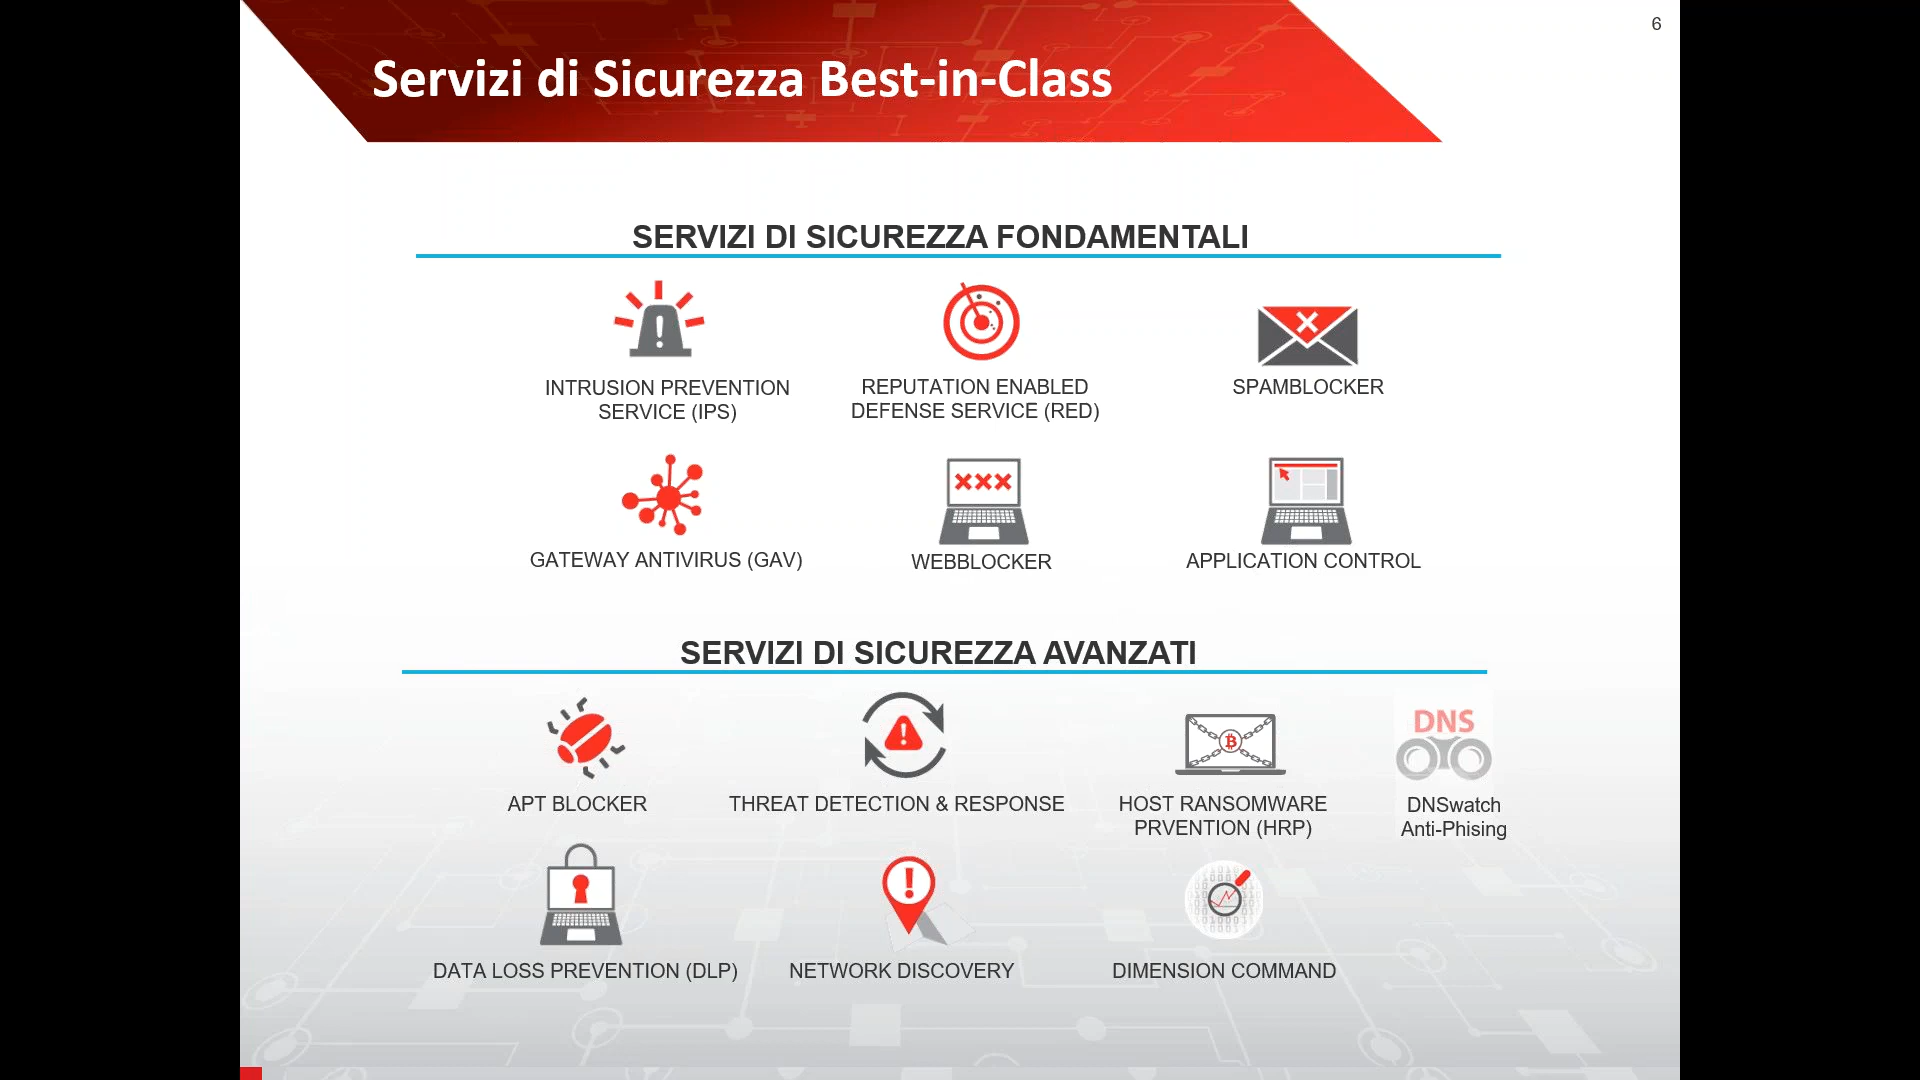 6
Servizi di Sicurezza Best-in-Class
SERVIZI DI SICUREZZA FONDAMENTALI
INTRUSION PREVENTION
SERVICE (IPS)
REPUTATION ENABLED
DEFENSE SERVICE (RED)
SPAMBLOCKER
GATEWAY ANTIVIRUS (GAV)
WEBBLOCKER
APPLICATION CONTROL
SERVIZI DI SICUREZZA AVANZATI
APT BLOCKER
THREAT DETECTION & RESPONSE
HOST RANSOMWARE
PRVENTION (HRP)
DNS
DNSwatch
Anti-Phising
DATA LOSS PREVENTION (DLP)
NETWORK DISCOVERY
DIMENSION COMMAND